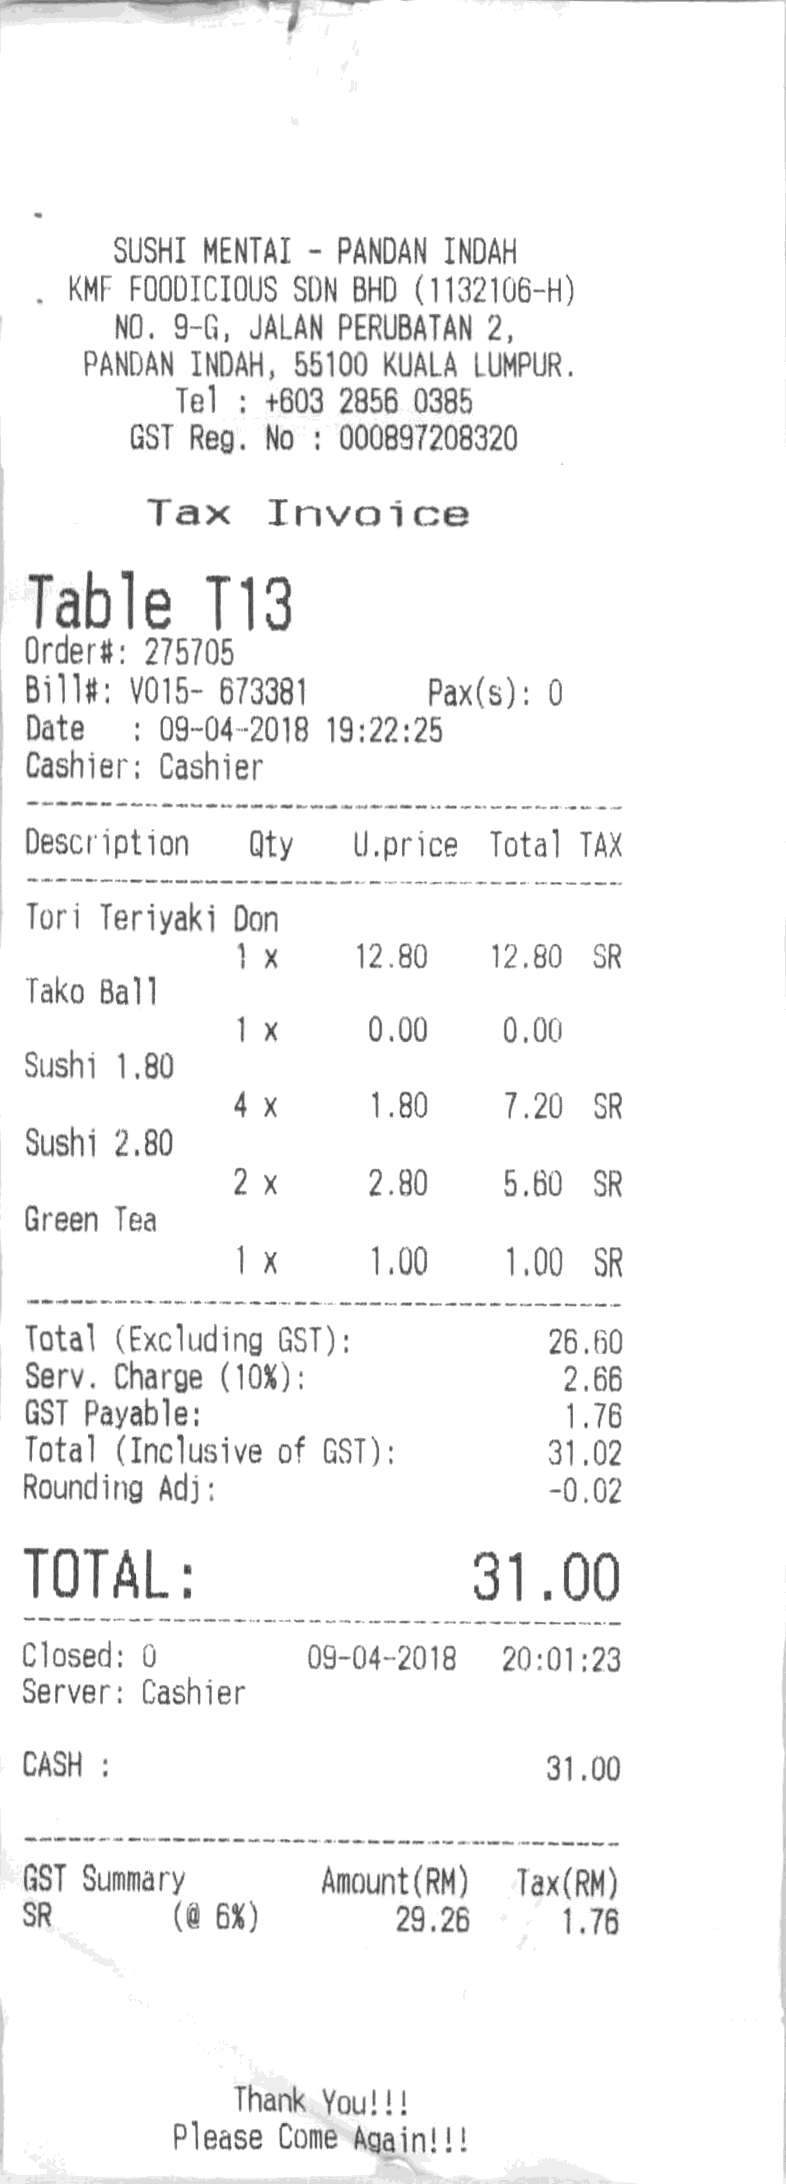 SUSHI MENTAI - PANDAN INDAH
KMF FOODICIOUS SDN BHD (1132106-H)
NO. 9-G, JALAN PERUBATAN 2,
PANDAN INDAH, 55100 KUALA LUMPUR.
Tel : +603 2856 0385
GST Reg. No : 000897208320
Tax Invoice
Table T13
Order#: 275705
Bill#: V015- 673381 Pax(s): 0
Date : 09-04-2018 19:22:25
Cashier: Cashier
Description Qty U.price Total TAX
Tori Teriyaki Don
1 x 12.80 12.80 SR
Tako Ball
1 x 0.00 0.00
Sushi 1.80
4 x 1.80 7.20 SR
Sushi 2.80
2 x 2.80 5.60 SR
Green Tea
1 x 1.00 1.00 SR
Total (Excluding GST): 26.60
Serv. Charge (10%): 2.66
GST Payable: 1.76
Total (Inclusive of GST): 31.02
Rounding Adj: -0.02
TOTAL: 31.00
Closed: 0 09-04-2018 20:01:23
Server: Cashier
CASH : 31.00
GST Summary Amount(RM) Tax(RM)
SR (@ 6%) 29.26 1.76
Thank You!!!
Please Come Again!!!